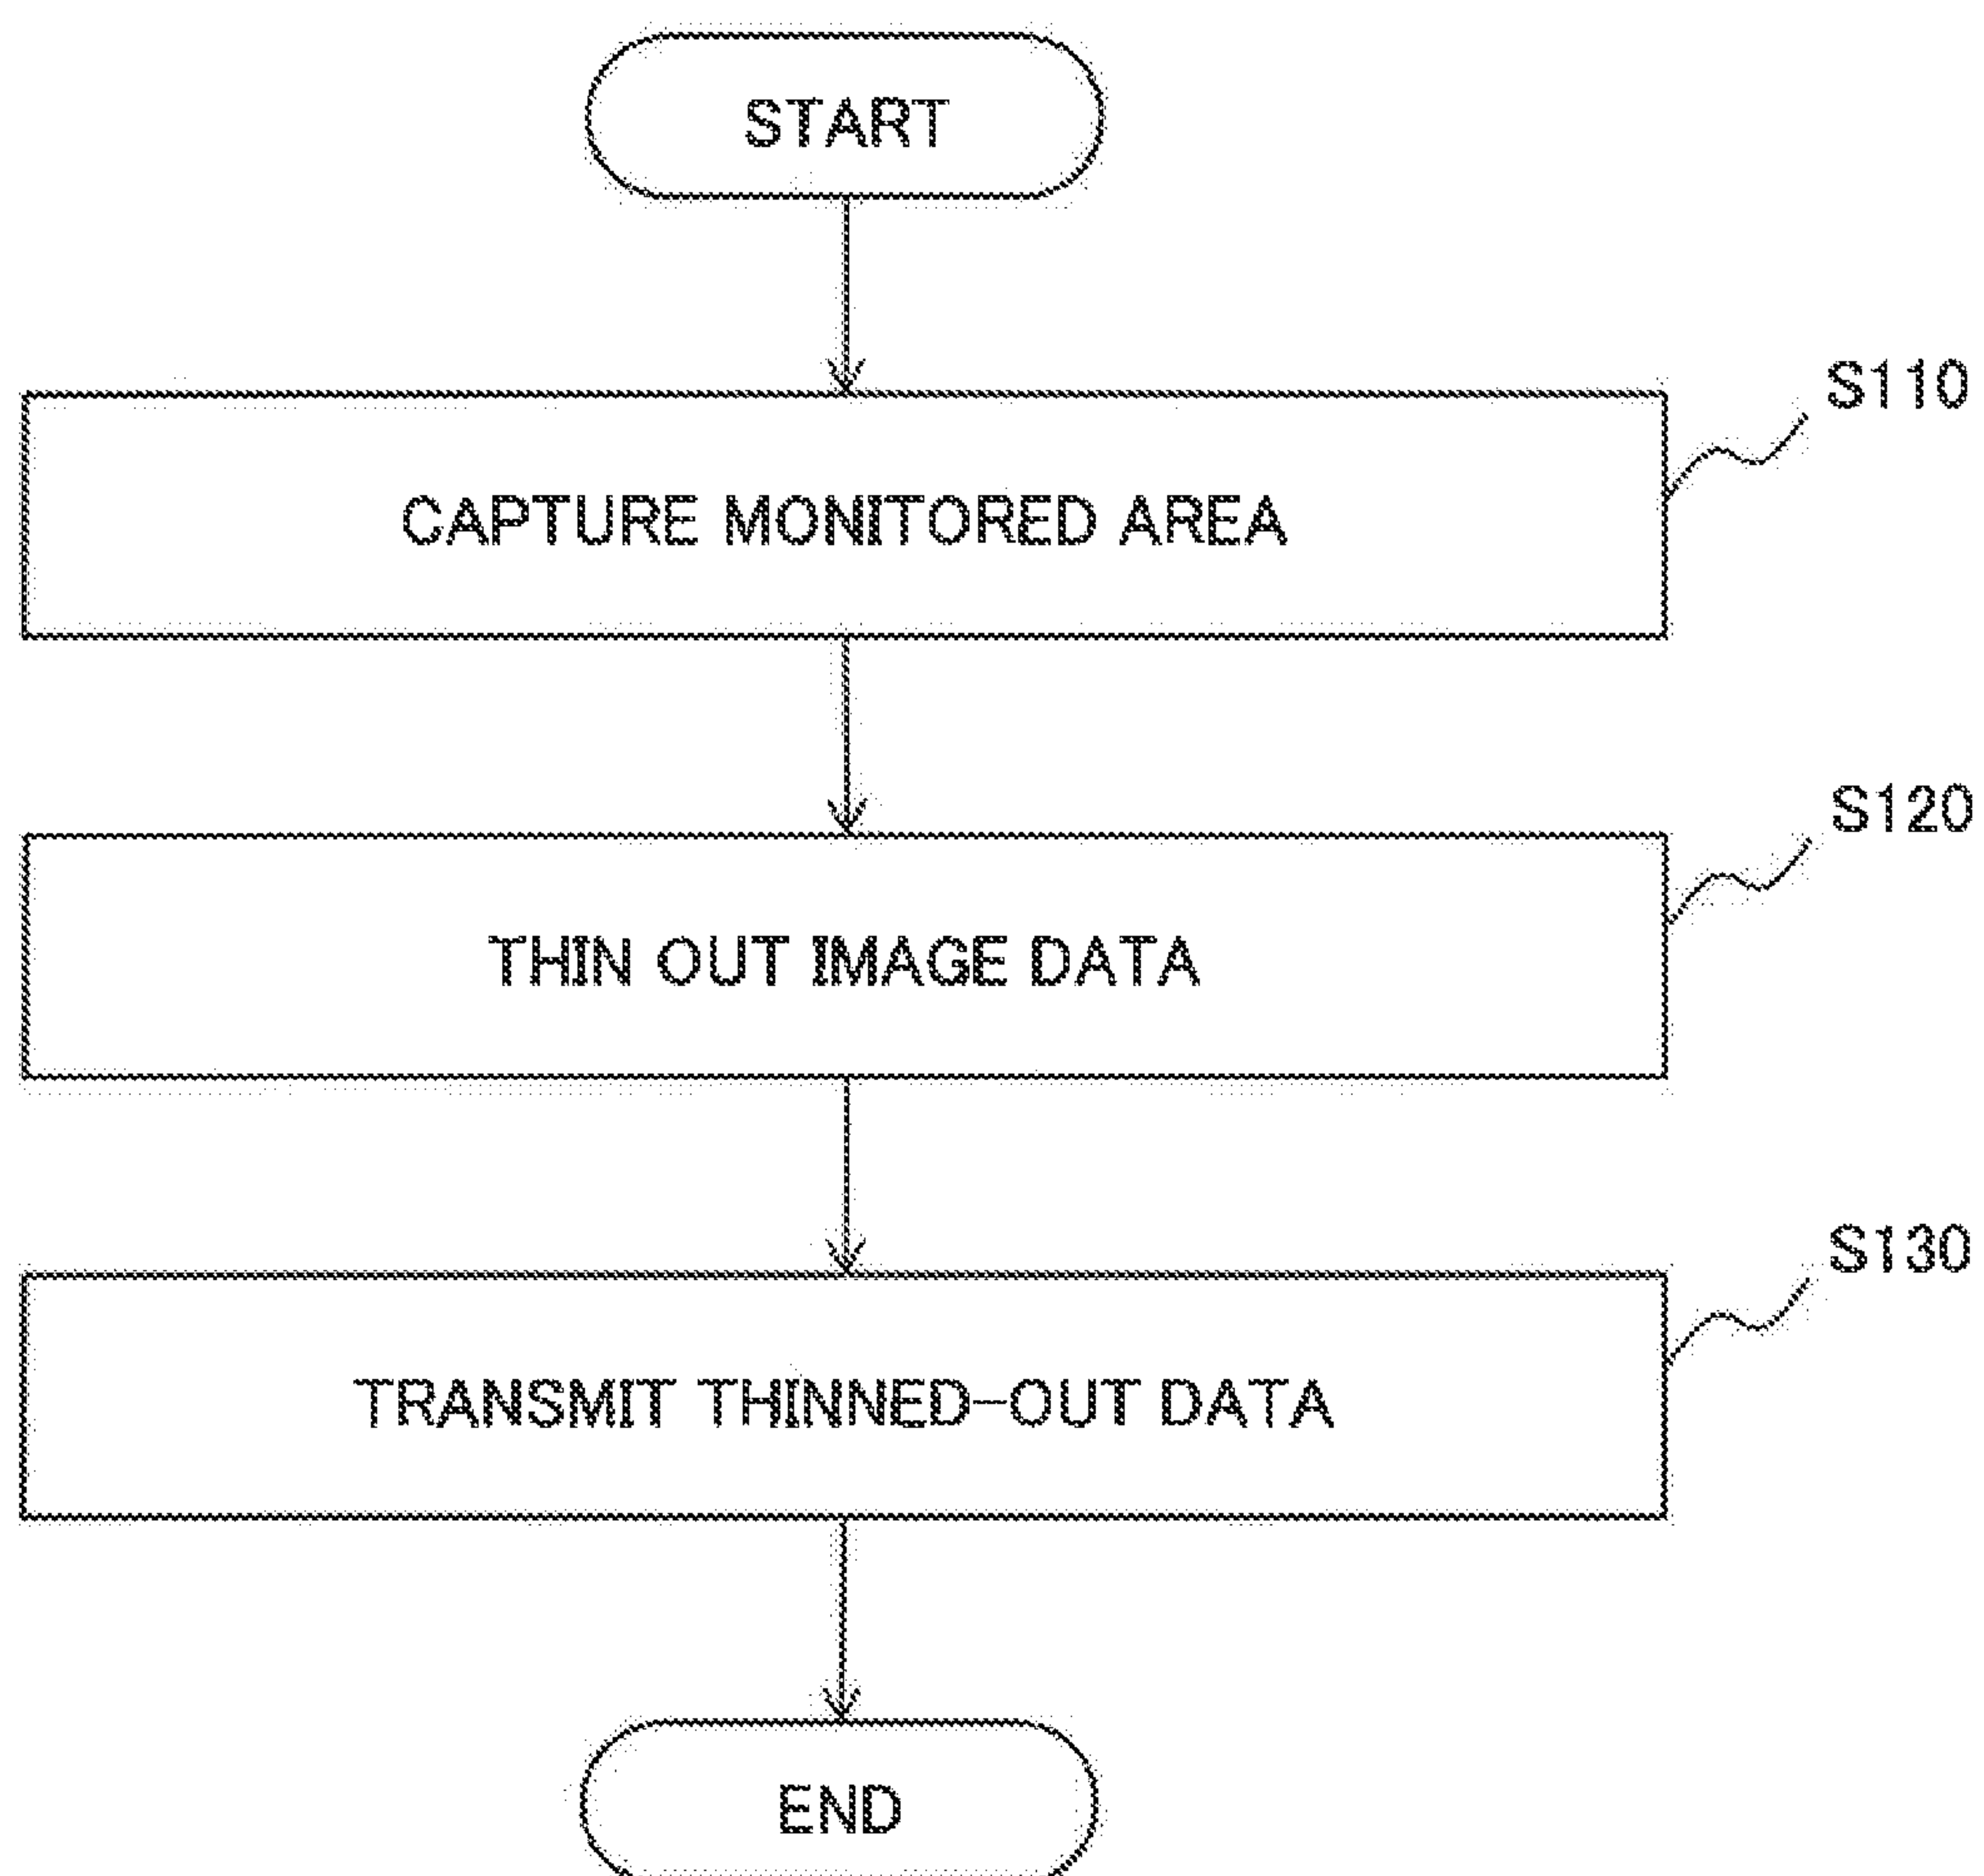 START
S110
CAPTURE MONITORED AREA
S120
THIN OUT IMAGE DATA
S130
TRANSMIT THINNED-OUT DATA
END